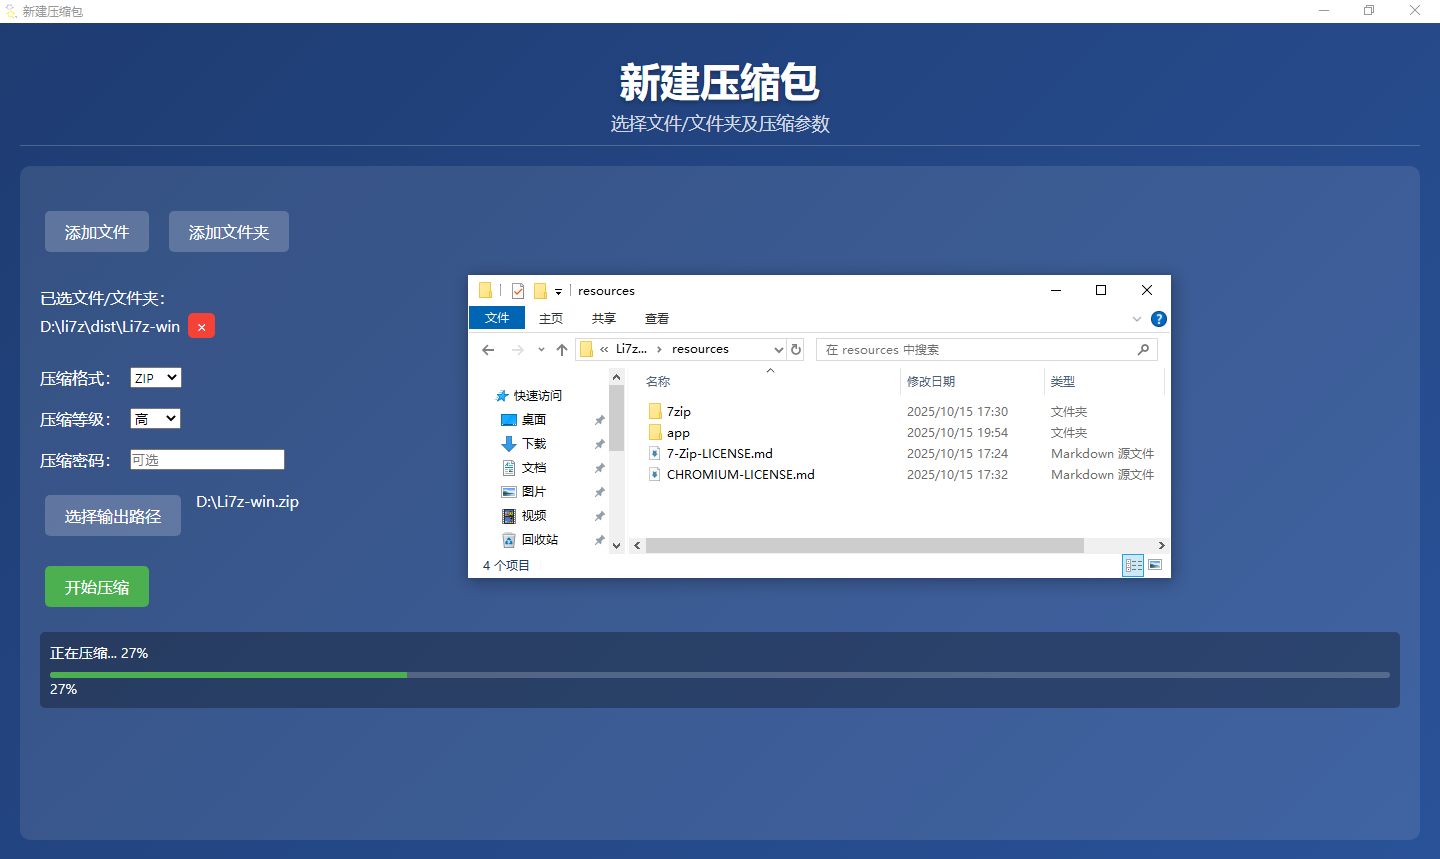 新建压缩包
新建压缩包
选择文件/文件夹及压缩参数
添加文件 添加文件夹
已选文件/文件夹：
D:\li7z\dist\Li7z-win ×
压缩格式： ZIP
压缩等级： 高
压缩密码： 可选
选择输出路径 D:\Li7z-win.zip
开始压缩
正在压缩... 27%
27%
resources
文件 主页 共享 查看
« Li7z... › resources 在 resources 中搜索
名称 修改日期 类型
快速访问
桌面
下载
文档
图片
视频
回收站
7zip 2025/10/15 17:30 文件夹
app 2025/10/15 19:54 文件夹
7-Zip-LICENSE.md 2025/10/15 17:24 Markdown 源文件
CHROMIUM-LICENSE.md 2025/10/15 17:32 Markdown 源文件
4 个项目